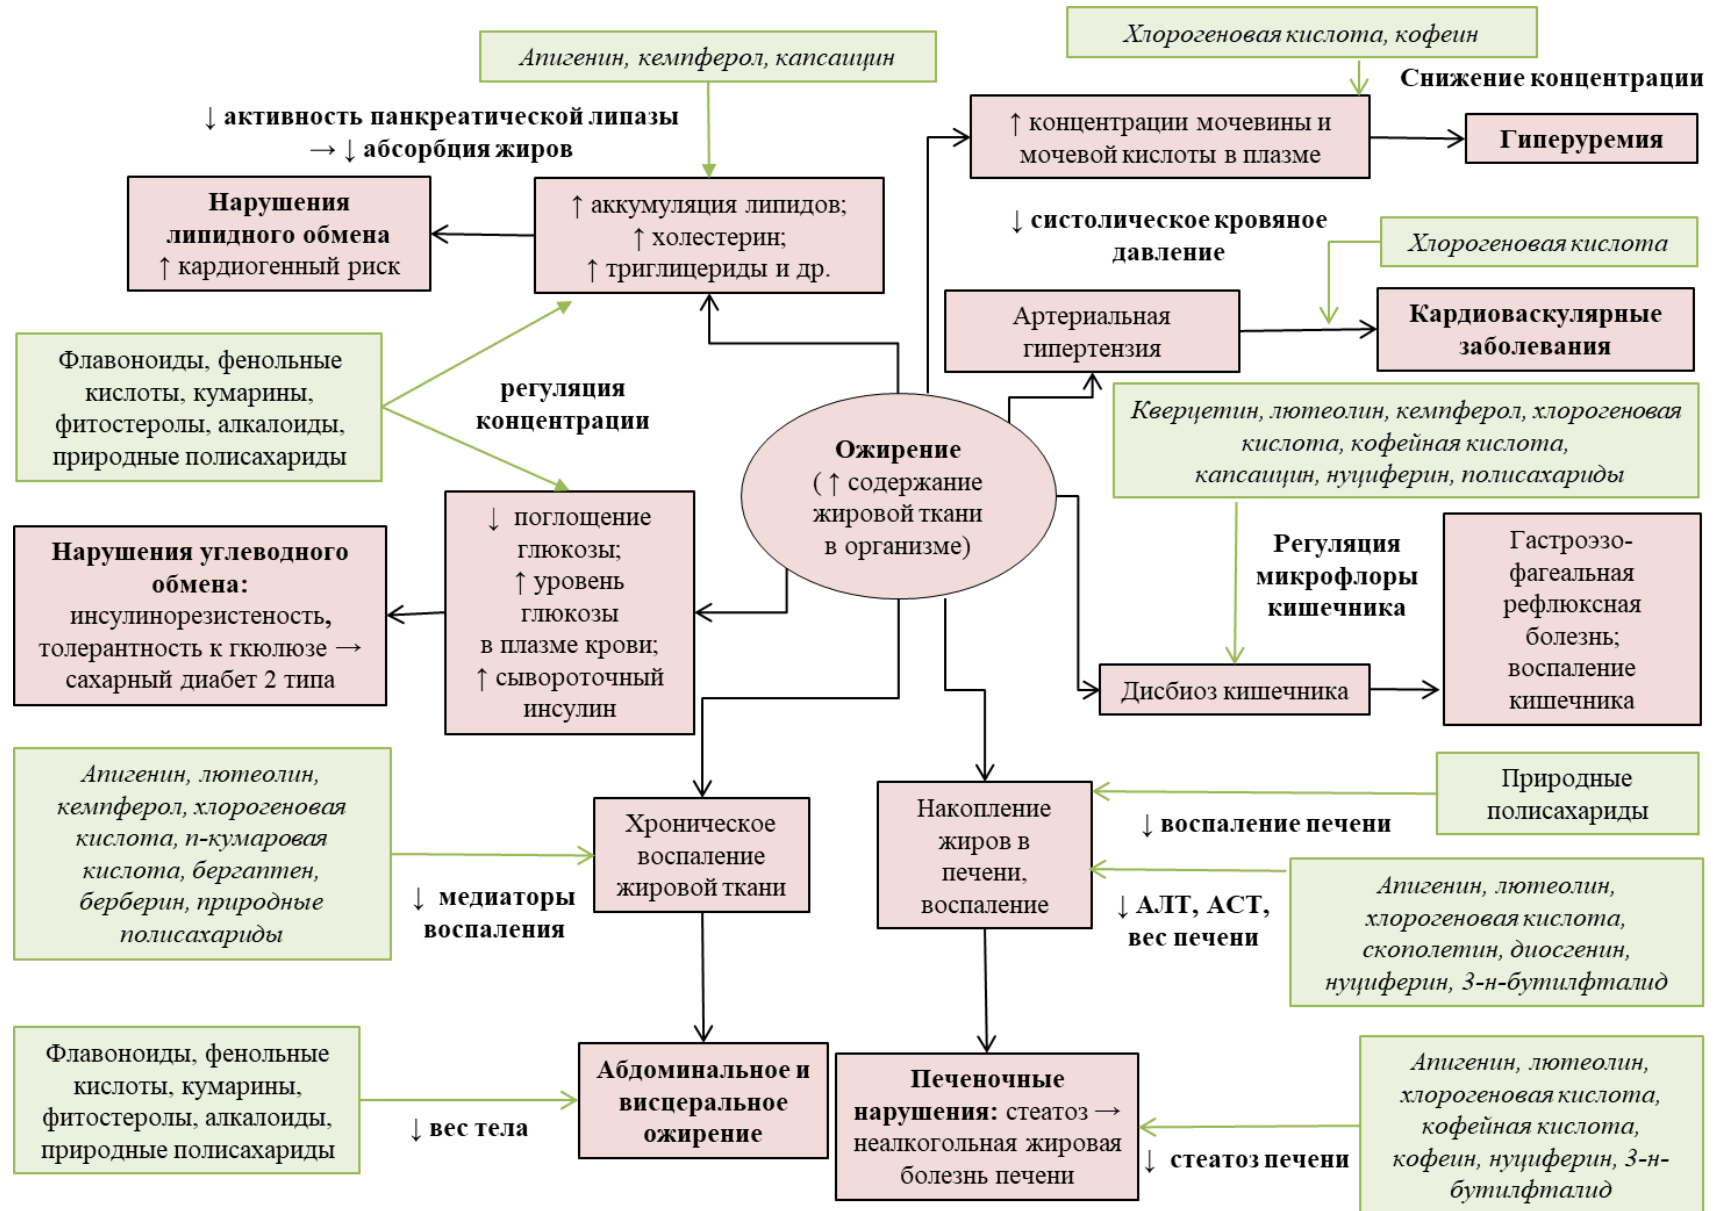 Апигенин, кемпферол, капсаицин
Хлорогеновая кислота, кофеин
Снижение концентрации
↓ активность панкреатической липазы
→ ↓ абсорбция жиров
↑ концентрации мочевины и
мочевой кислоты в плазме
Гиперуремия
Нарушения
липидного обмена
↑ кардиогенный риск
↑ аккумуляция липидов;
↑ холестерин;
↑ триглицериды и др.
↓ систолическое кровяное
давление
Хлорогеновая кислота
Артериальная
гипертензия
Кардиоваскулярные
заболевания
Флавоноиды, фенольные
кислоты, кумарины,
фитостеролы, алкалоиды,
природные полисахариды
регуляция
концентрации
Ожирение
( ↑ содержание
жировой ткани
в организме)
Кверцетин, лютеолин, кемпферол, хлорогеновая
кислота, кофейная кислота,
капсаицин, нуциферин, полисахариды
Нарушения углеводного
обмена:
инсулинорезистеность,
толерантность к гкюлюзе →
сахарный диабет 2 типа
↓ поглощение
глюкозы;
↑ уровень
глюкозы
в плазме крови;
↑ сывороточный
инсулин
Регуляция
микрофлоры
кишечника
Гастроэзо-
фагеальная
рефлюксная
болезнь;
воспаление
кишечника
Дисбиоз кишечника
Апигенин, лютеолин,
кемпферол, хлорогеновая
кислота, п-кумаровая
кислота, бергаптен,
берберин, природные
полисахариды
Хроническое
воспаление
жировой ткани
↓ медиаторы
воспаления
Накопление
жиров в
печени,
воспаление
Природные
полисахариды
↓ воспаление печени
↓ АЛТ, АСТ,
вес печени
Апигенин, лютеолин,
хлорогеновая кислота,
скополетин, диосгенин,
нуциферин, 3-н-бутилфталид
Флавоноиды, фенольные
кислоты, кумарины,
фитостеролы, алкалоиды,
природные полисахариды
↓ вес тела
Абдоминальное и
висцеральное
ожирение
Печеночные
нарушения: стеатоз →
неалкогольная жировая
болезнь печени
↓ стеатоз печени
Апигенин, лютеолин,
хлорогеновая кислота,
кофейная кислота,
кофеин, нуциферин, 3-н-
бутилфталид